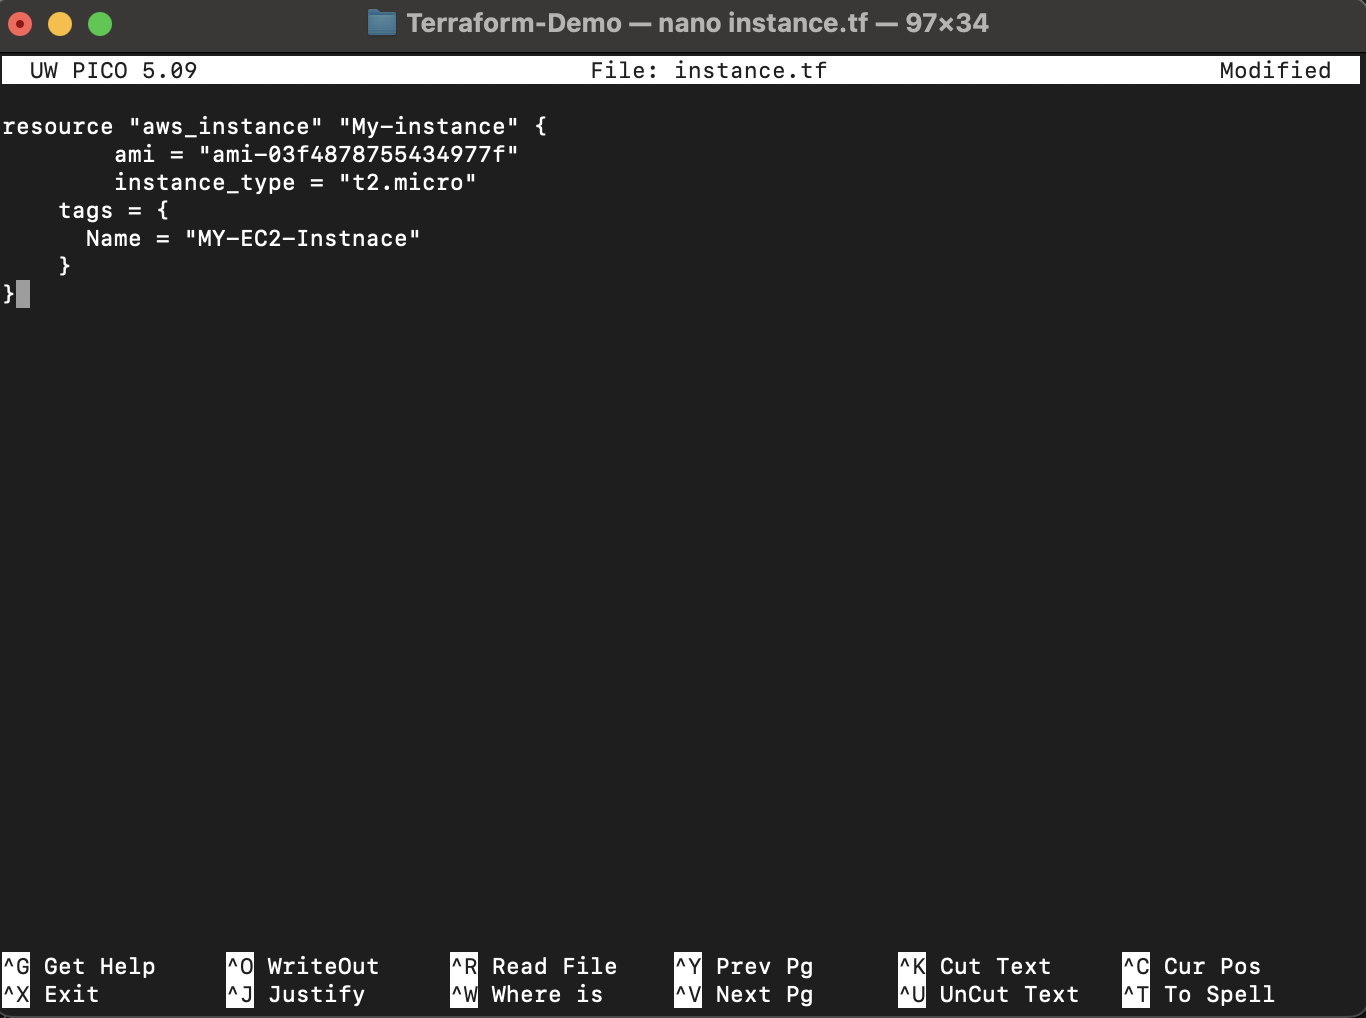 Terraform-Demo — nano instance.tf — 97×34
UW PICO 5.09 File: instance.tf Modified
resource "aws_instance" "My-instance" {
ami = "ami-03f4878755434977f"
instance_type = "t2.micro"
tags = {
Name = "MY-EC2-Instnace"
}
}
^G Get Help ^O WriteOut ^R Read File ^Y Prev Pg ^K Cut Text ^C Cur Pos
^X Exit ^J Justify ^W Where is ^V Next Pg ^U UnCut Text ^T To Spell